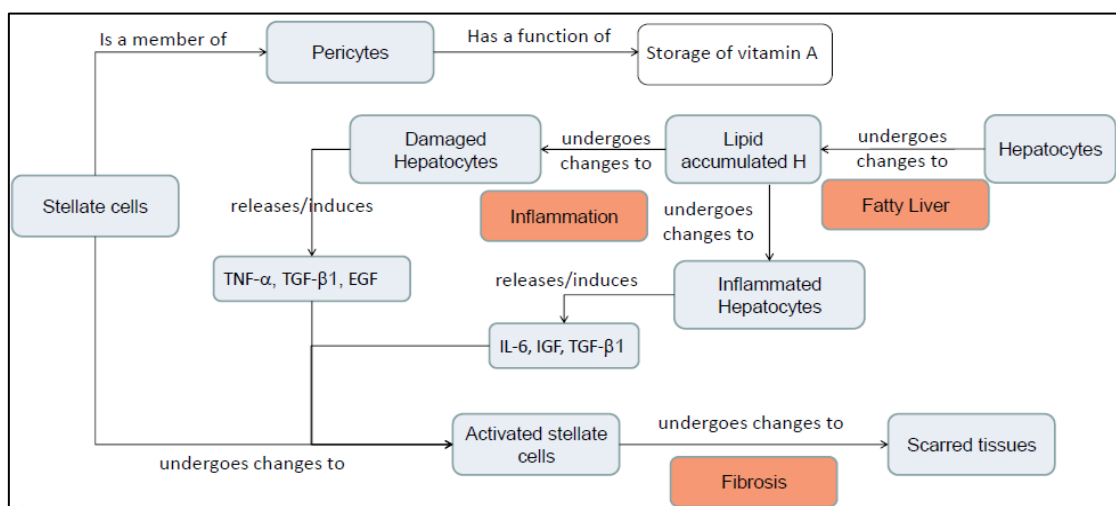 Is a member of
Pericytes
Has a function of
Storage of vitamin A
Damaged
Hepatocytes
undergoes
changes to
Lipid
accumulated H
undergoes
changes to
Hepatocytes
Stellate cells
releases/induces
Inflammation
undergoes
changes to
Fatty Liver
TNF-α, TGF-β1, EGF
releases/induces
Inflammated
Hepatocytes
IL-6, IGF, TGF-β1
undergoes changes to
Activated stellate
cells
undergoes changes to
Scarred tissues
Fibrosis